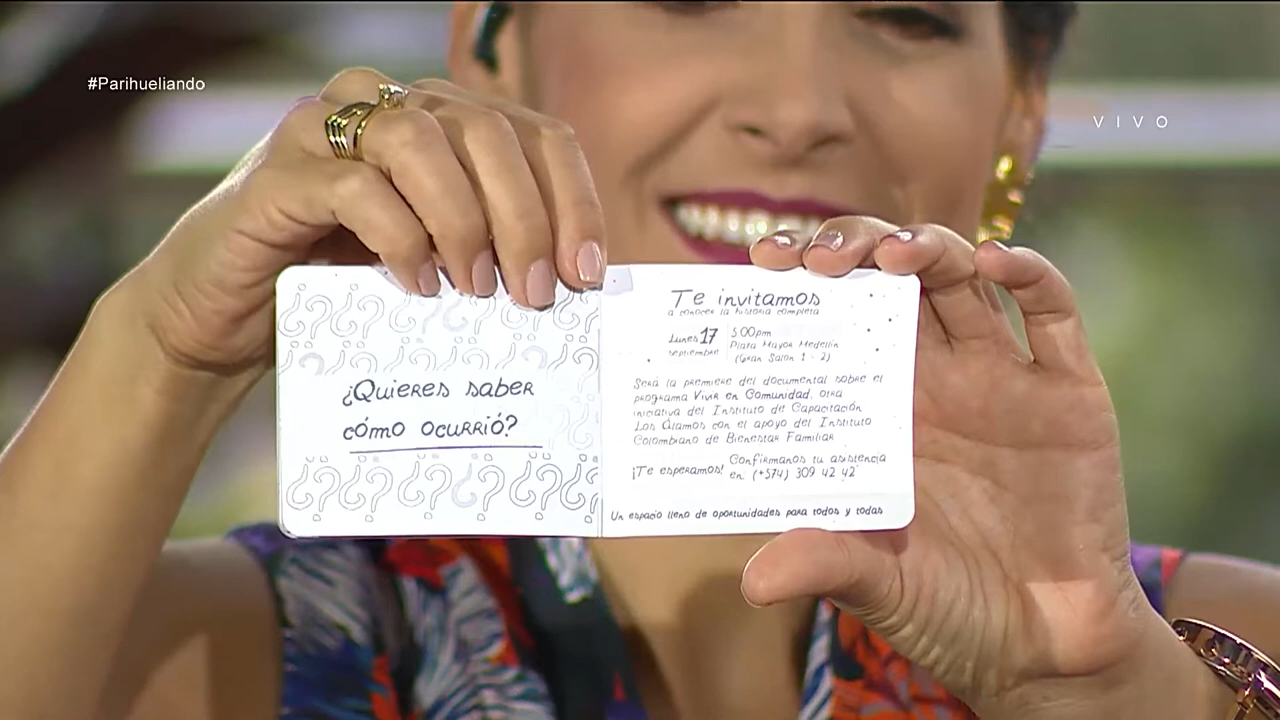 #Parihueliando
VIVO
¿Quieres saber
cómo ocurrió?
Te invitamos
a conocer la historia completa
Lunes 17
septiembre
5:00pm
Plaza Mayor Medellín
(Gran Salón 1 - 2)
Será la premiere del documental sobre el
programa Vivir en Comunidad, otra
iniciativa del Instituto de Capacitación
Los Álamos con el apoyo del Instituto
Colombiano de Bienestar Familiar
¡Te esperamos!
Confírmanos tu asistencia
en: (+574) 309 42 42
Un espacio lleno de oportunidades para todos y todas